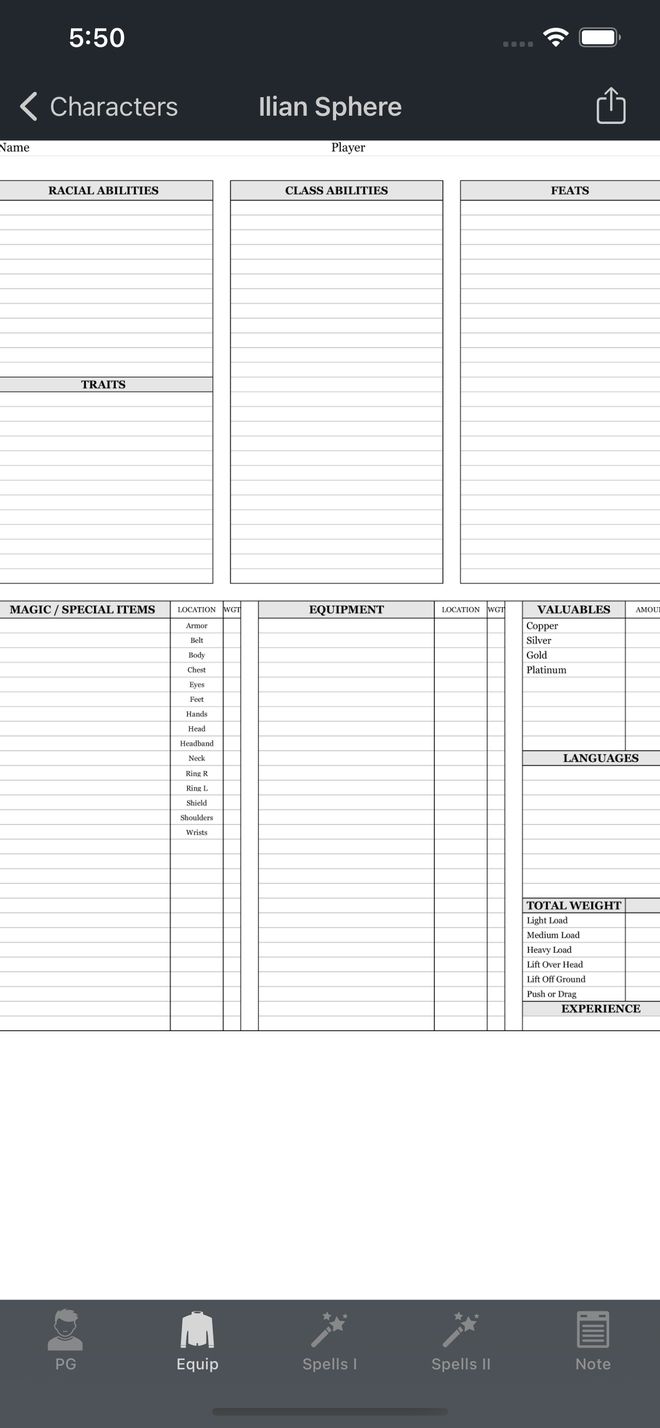 5:50
Characters
Ilian Sphere
Name
Player
RACIAL ABILITIES
CLASS ABILITIES
FEATS
TRAITS
MAGIC / SPECIAL ITEMS LOCATION WGT
Armor
Belt
Body
Chest
Eyes
Feet
Hands
Head
Headband
Neck
Ring R
Ring L
Shield
Shoulders
Wrists
EQUIPMENT LOCATION WGT
VALUABLES AMOU
Copper
Silver
Gold
Platinum
LANGUAGES
TOTAL WEIGHT
Light Load
Medium Load
Heavy Load
Lift Over Head
Lift Off Ground
Push or Drag
EXPERIENCE
PG
Equip
Spells I
Spells II
Note